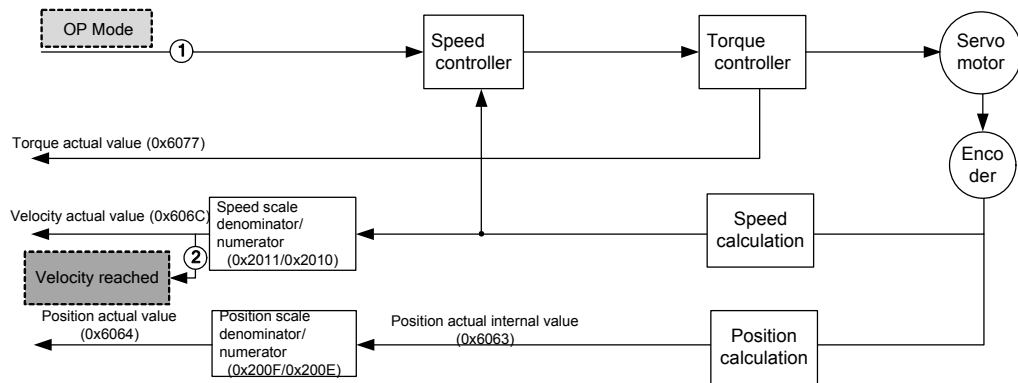 OP Mode
1
Speed
controller
Torque
controller
Servo
motor
Torque actual value (0x6077)
Enco
der
Velocity actual value (0x606C)
Speed scale
denominator/
numerator
(0x2011/0x2010)
Speed
calculation
2
Velocity reached
Position actual value
(0x6064)
Position scale
denominator/
numerator
(0x200F/0x200E)
Position actual internal value
(0x6063)
Position
calculation